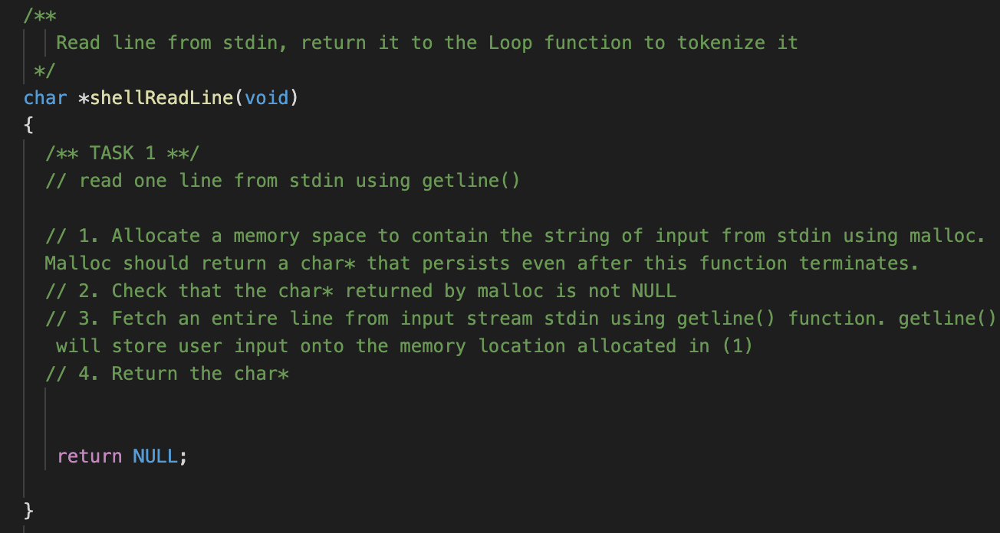 /**
Read line from stdin, return it to the Loop function to tokenize it
*/
char *shellReadLine(void)
{
/** TASK 1 **/
// read one line from stdin using getline()
// 1. Allocate a memory space to contain the string of input from stdin using malloc.
Malloc should return a char* that persists even after this function terminates.
// 2. Check that the char* returned by malloc is not NULL
// 3. Fetch an entire line from input stream stdin using getline() function. getline()
will store user input onto the memory location allocated in (1)
// 4. Return the char*
return NULL;
}